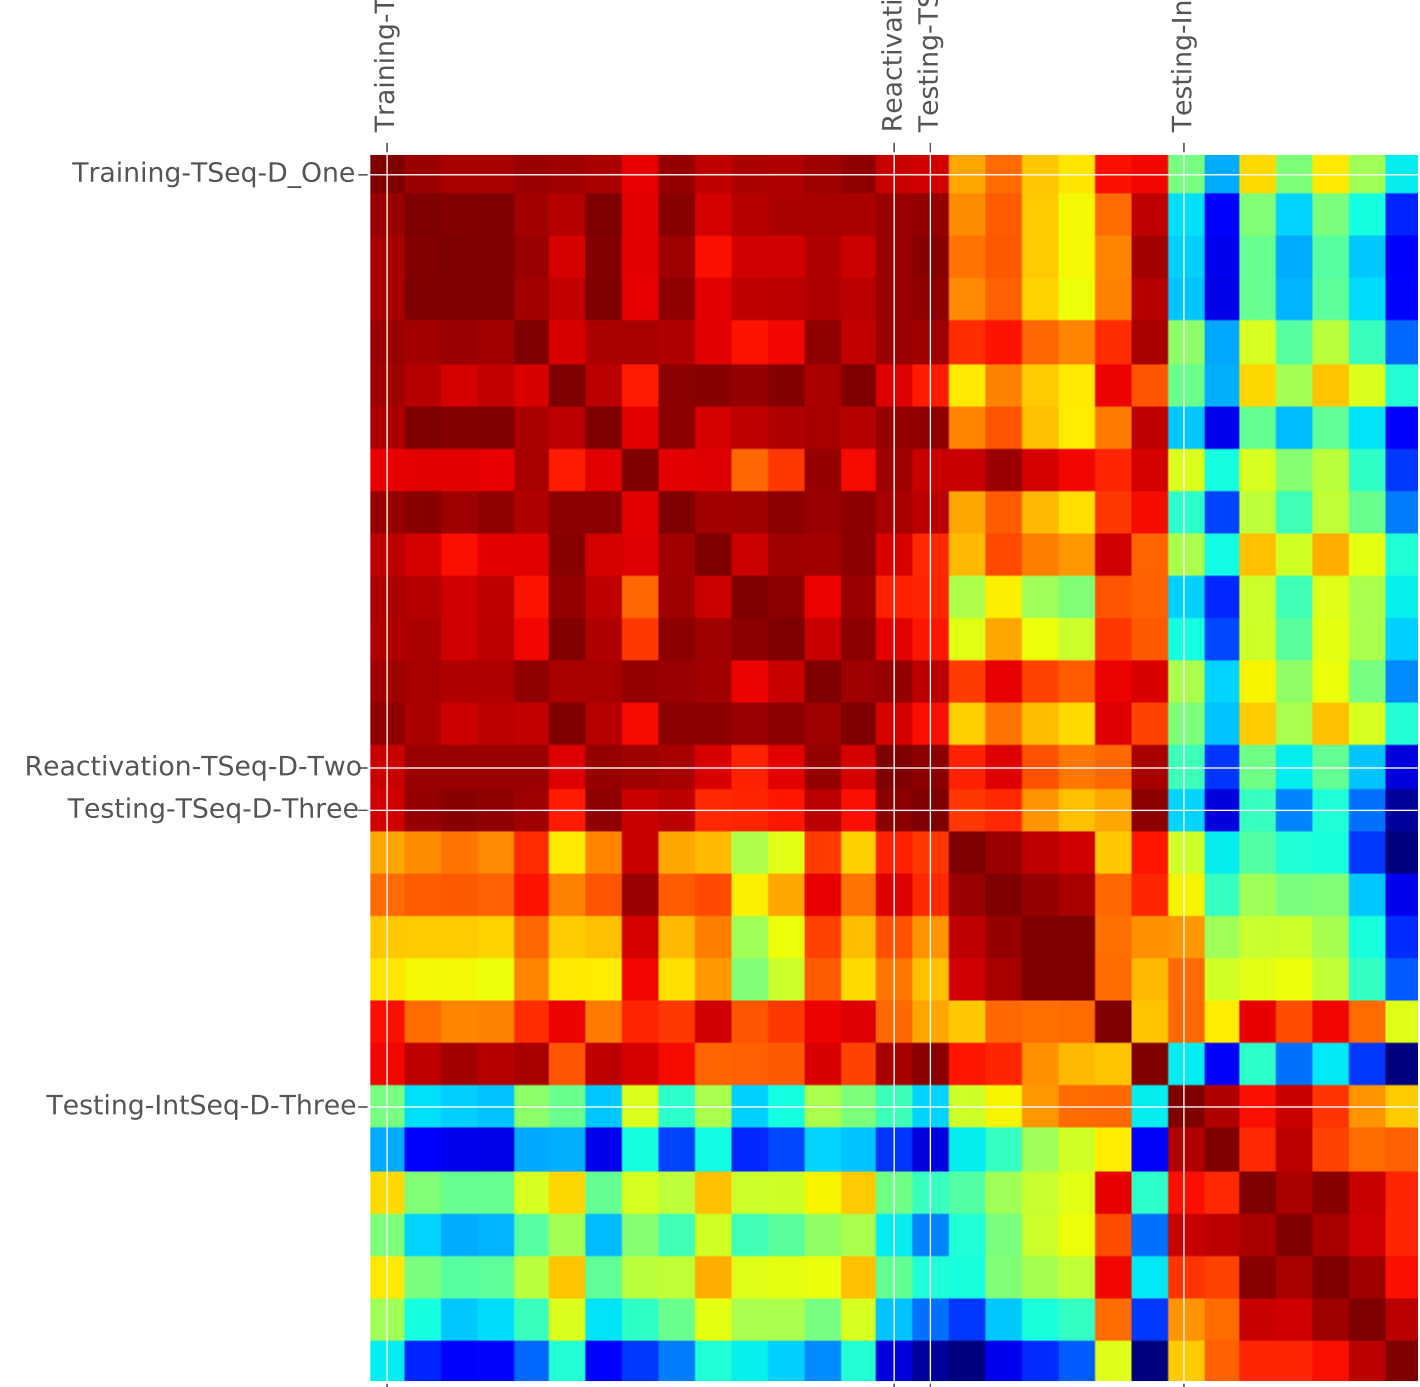 Training-T
Reactivati
Testing-TS
Testing-In
Training-TSeq-D_One
Reactivation-TSeq-D-Two
Testing-TSeq-D-Three
Testing-IntSeq-D-Three